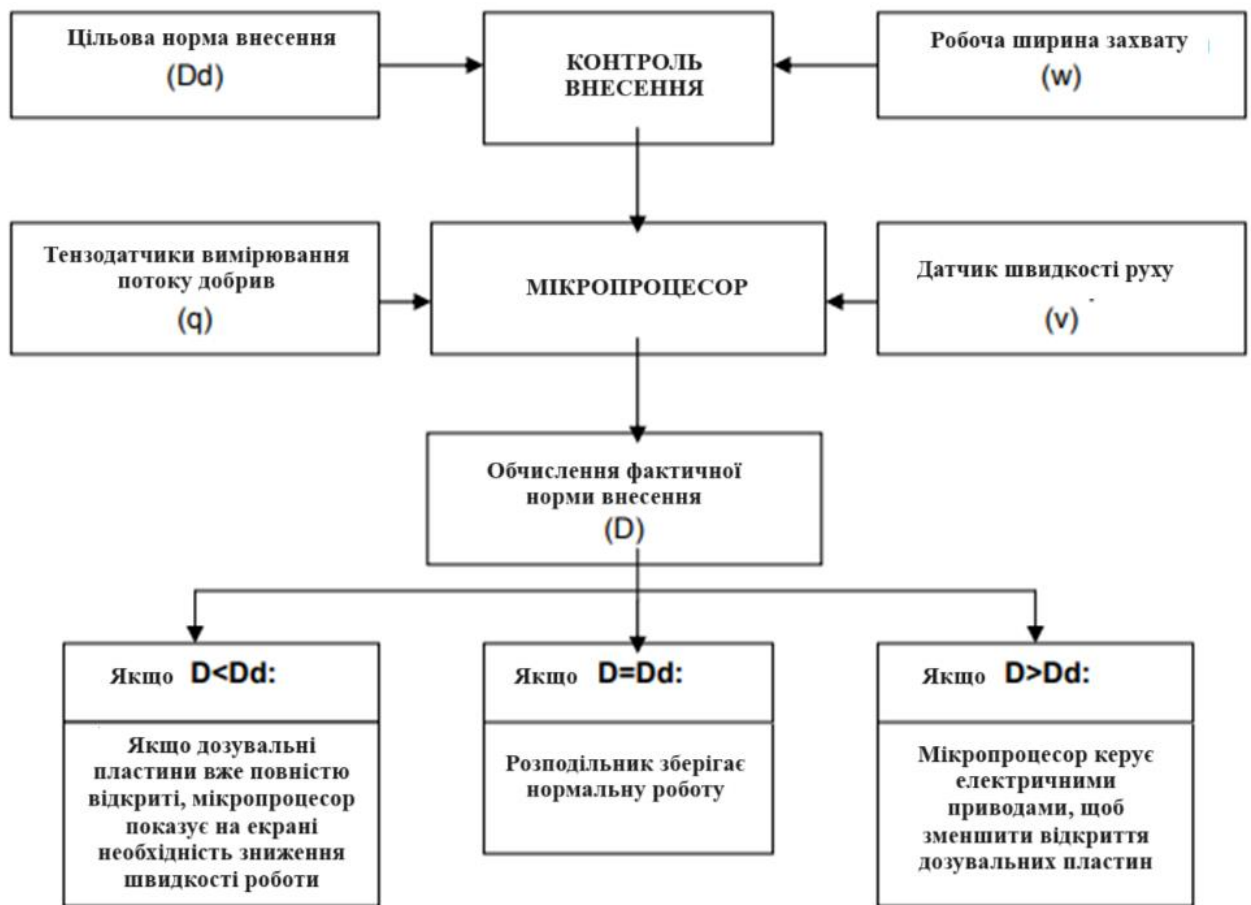 Цільова норма внесення
(Dd)
КОНТРОЛЬ
ВНЕСЕННЯ
Робоча ширина захвату
(w)
Тензодатчики вимірювання
потоку добрив
(q)
МІКРОПРОЦЕСОР
Датчик швидкості руху
(v)
Обчислення фактичної
норми внесення
(D)
Якщо D<Dd:
Якщо дозувальні
пластини вже повністю
відкриті, мікропроцесор
показує на екрані
необхідність зниження
швидкості роботи
Якщо D=Dd:
Розподільник зберігає
нормальну роботу
Якщо D>Dd:
Мікропроцесор керує
електричними
приводами, щоб
зменшити відкриття
дозувальних пластин